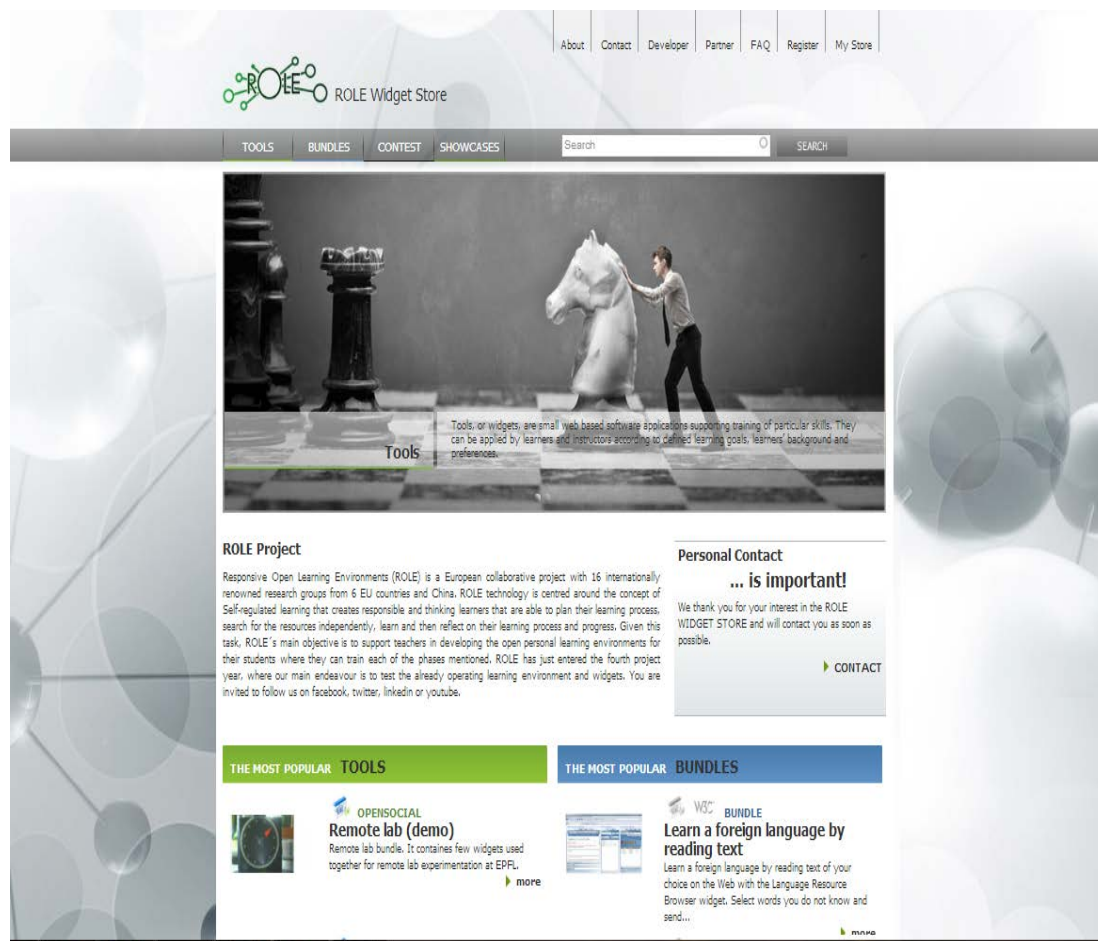 About Contact Developer Partner FAQ Register My Store
ROLE ROLE Widget Store
TOOLS BUNDLES CONTEST SHOWCASES Search SEARCH
Tools, or widgets, are small web based software applications supporting training of particular skills. They
can be applied by learners and instructors according to defined learning goals, learners' background and
preferences.
Tools
ROLE Project
Responsive Open Learning Environments (ROLE) is a European collaborative project with 16 internationally
renowned research groups from 6 EU countries and China. ROLE technology is centred around the concept of
Self-regulated learning that creates responsible and thinking learners that are able to plan their learning process,
search for the resources independently, learn and then reflect on their learning process and progress. Given this
task, ROLE´s main objective is to support teachers in developing the open personal learning environments for
their students where they can train each of the phases mentioned. ROLE has just entered the fourth project
year, where our main endeavour is to test the already operating learning environment and widgets. You are
invited to follow us on facebook, twitter, linkedin or youtube.
Personal Contact
... is important!
We thank you for your interest in the ROLE
WIDGET STORE and will contact you as soon as
possible.
CONTACT
THE MOST POPULAR TOOLS
OPENSOCIAL
Remote lab (demo)
Remote lab bundle. It containes few widgets used
together for remote lab experimentation at EPFL.
more
THE MOST POPULAR BUNDLES
W3C BUNDLE
Learn a foreign language by
reading text
Learn a foreign language by reading text of your
choice on the Web with the Language Resource
Browser widget. Select words you do not know and
send...
more